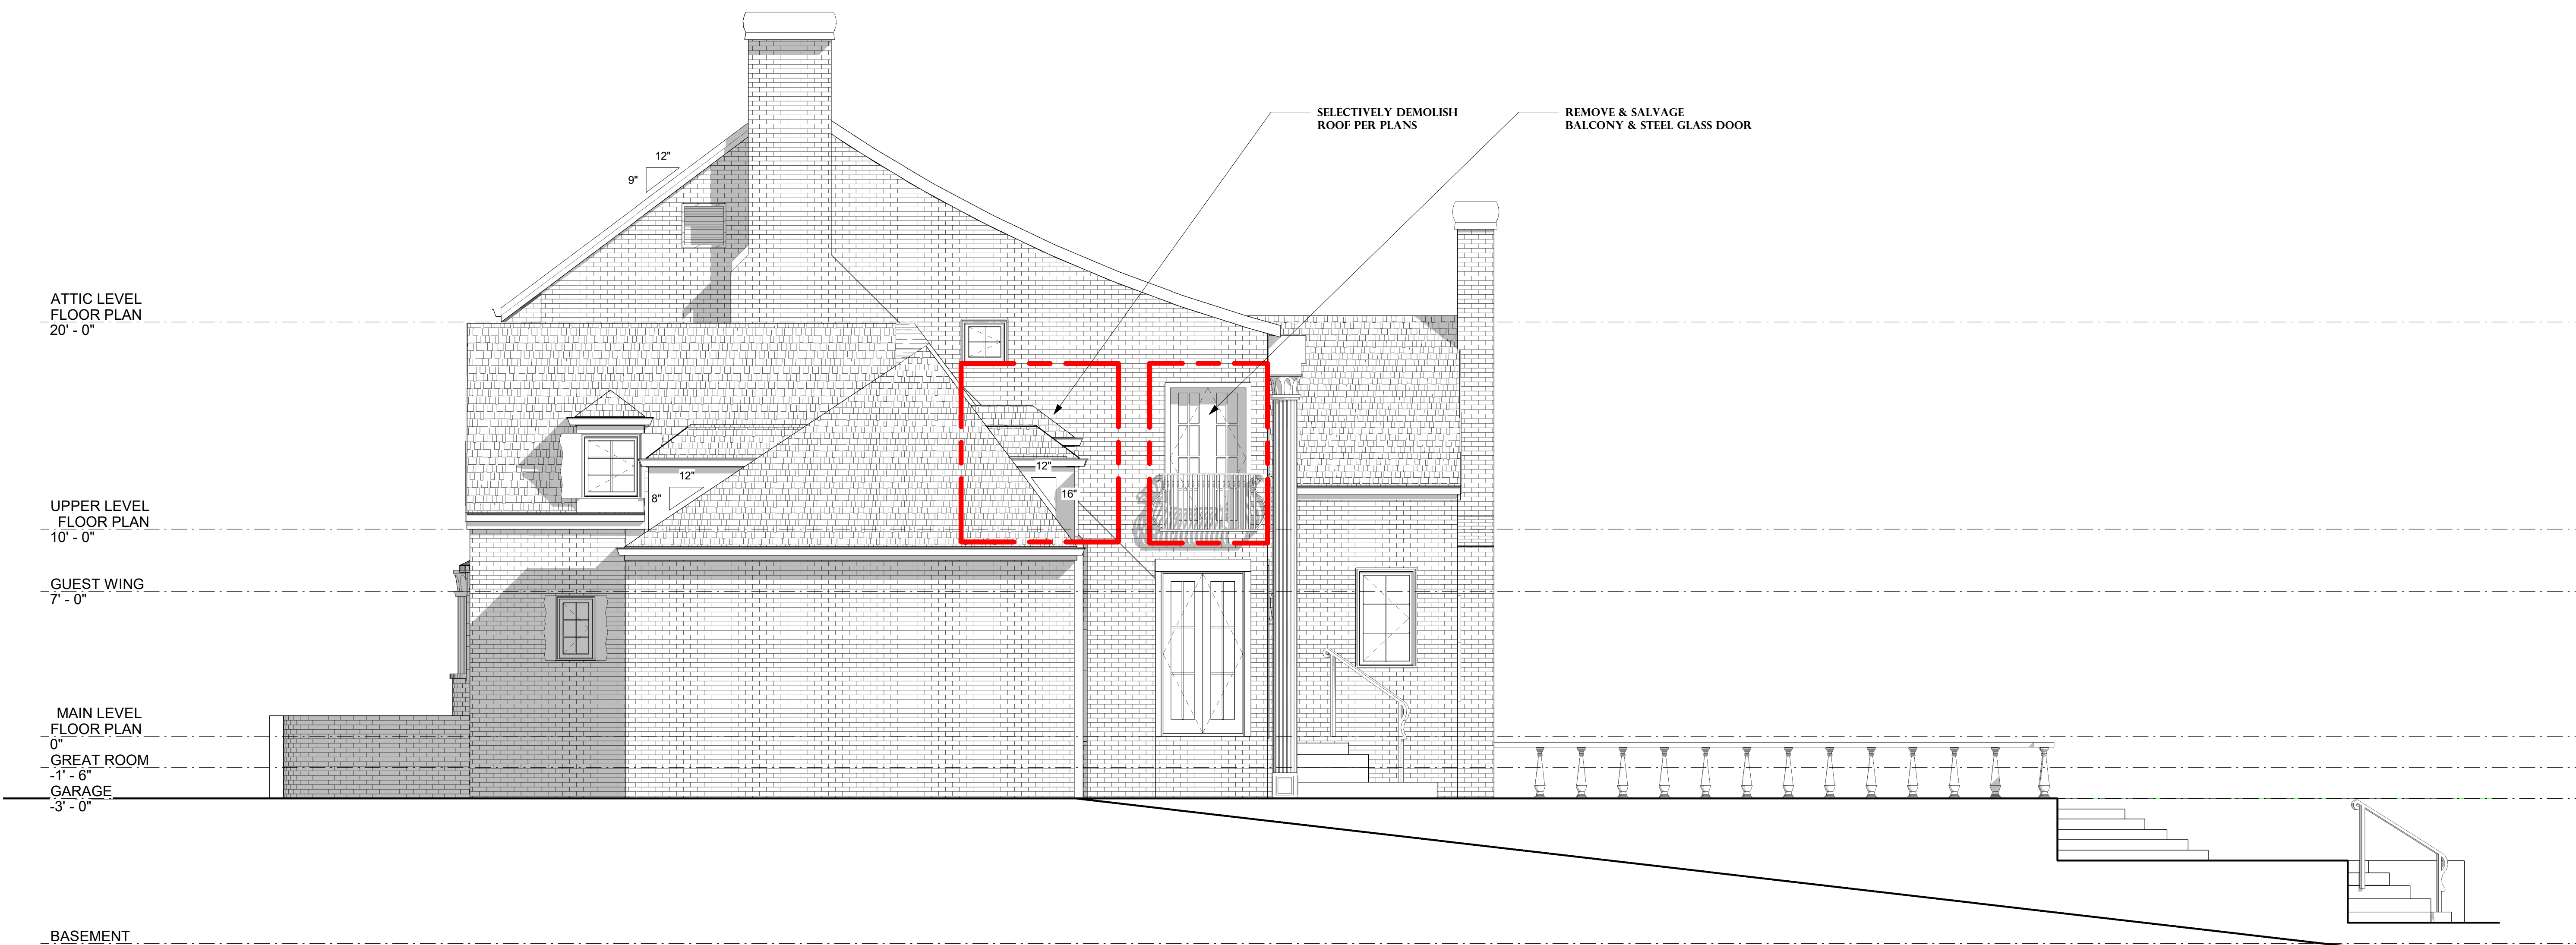 SELECTIVELY DEMOLISH
ROOF PER PLANS
REMOVE & SALVAGE
BALCONY & STEEL GLASS DOOR
12"
9"
ATTIC LEVEL
FLOOR PLAN
20' - 0"
12"
8"
12"
16"
UPPER LEVEL
FLOOR PLAN
10' - 0"
GUEST WING
7' - 0"
MAIN LEVEL
FLOOR PLAN
0"
GREAT ROOM
-1' - 6"
GARAGE
-3' - 0"
BASEMENT